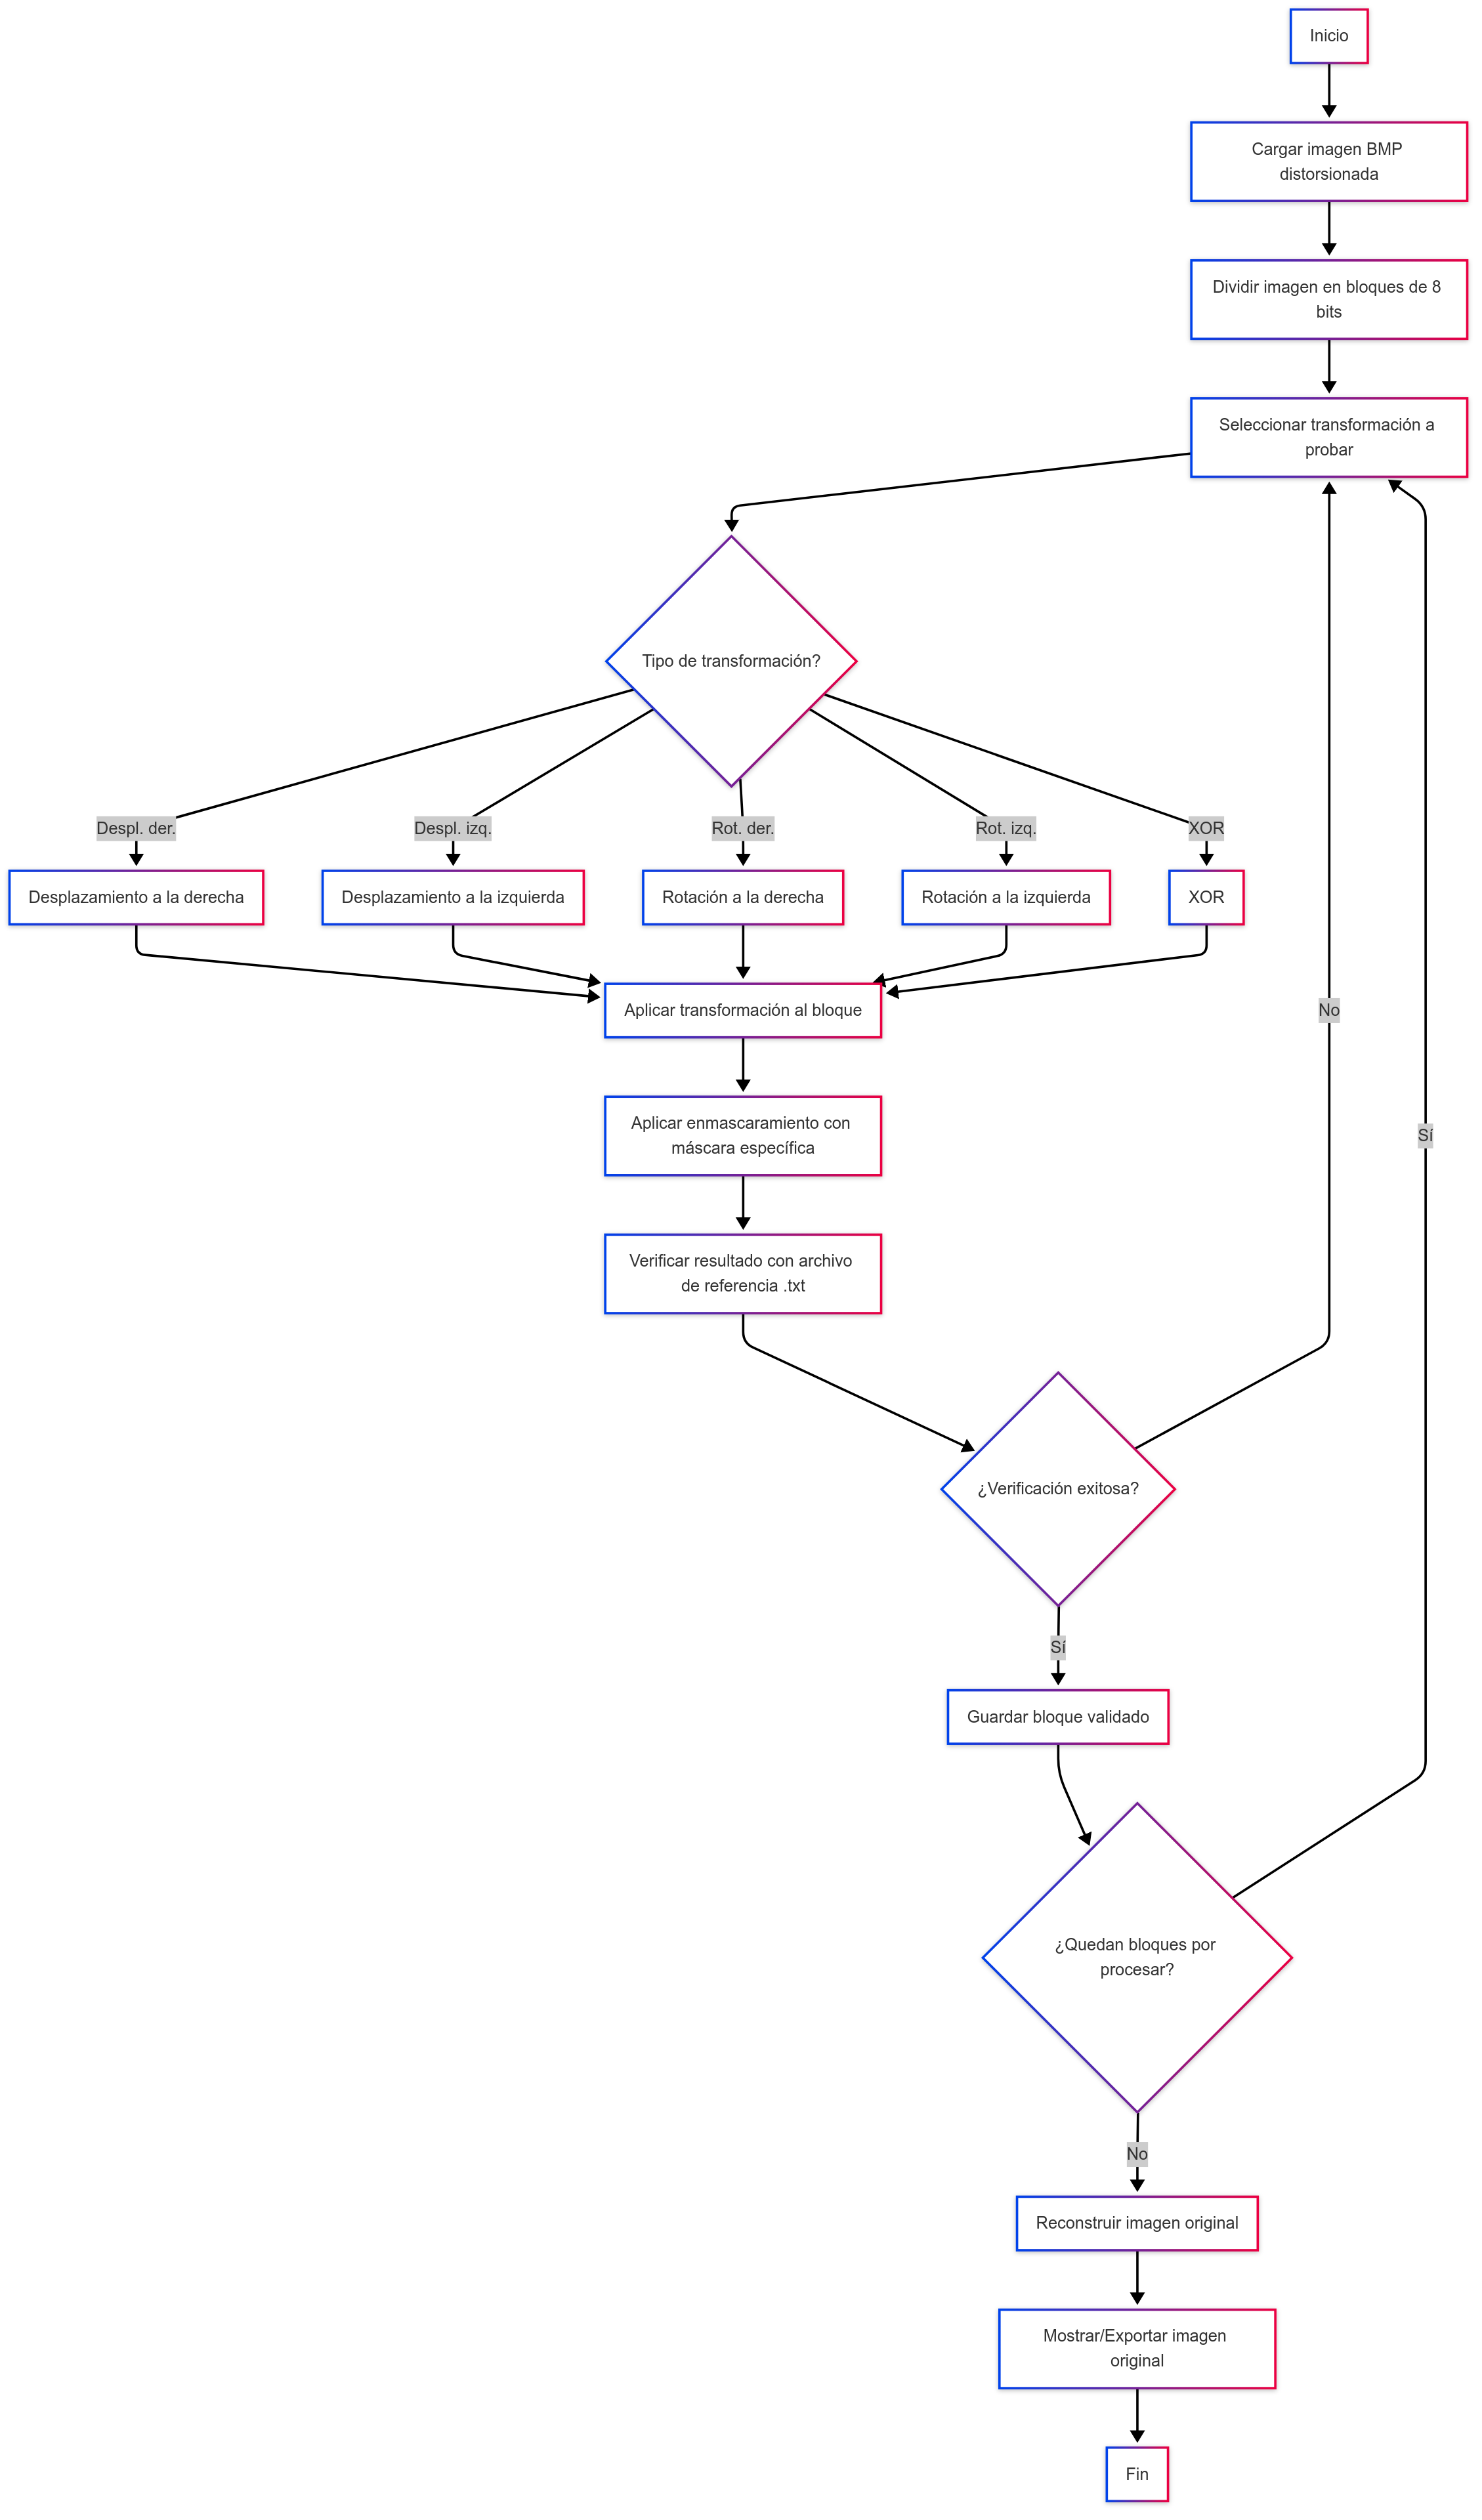 Inicio
Cargar imagen BMP
distorsionada
Dividir imagen en bloques de 8
bits
Seleccionar transformación a
probar
Tipo de transformación?
Despl. der.
Despl. izq.
Rot. der.
Rot. izq.
XOR
Desplazamiento a la derecha
Desplazamiento a la izquierda
Rotación a la derecha
Rotación a la izquierda
XOR
Aplicar transformación al bloque
No
Aplicar enmascaramiento con
máscara específica
Sí
Verificar resultado con archivo
de referencia .txt
¿Verificación exitosa?
Sí
Guardar bloque validado
¿Quedan bloques por
procesar?
No
Reconstruir imagen original
Mostrar/Exportar imagen
original
Fin